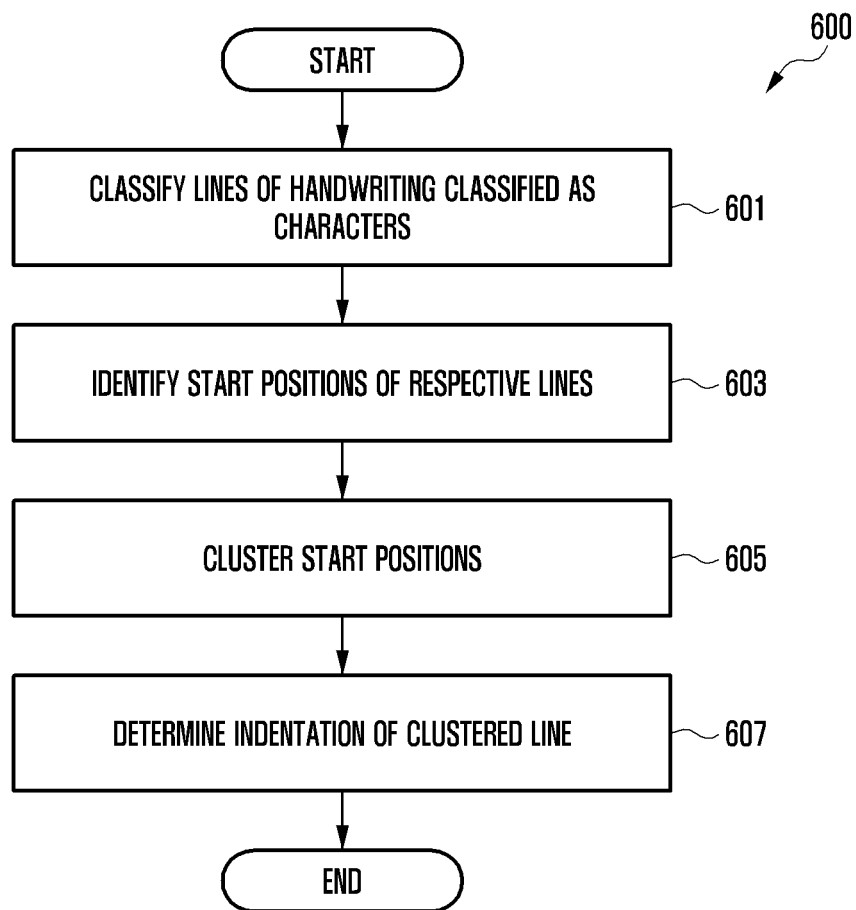 600
START
CLASSIFY LINES OF HANDWRITING CLASSIFIED AS
CHARACTERS
601
IDENTIFY START POSITIONS OF RESPECTIVE LINES
603
CLUSTER START POSITIONS
605
DETERMINE INDENTATION OF CLUSTERED LINE
607
END